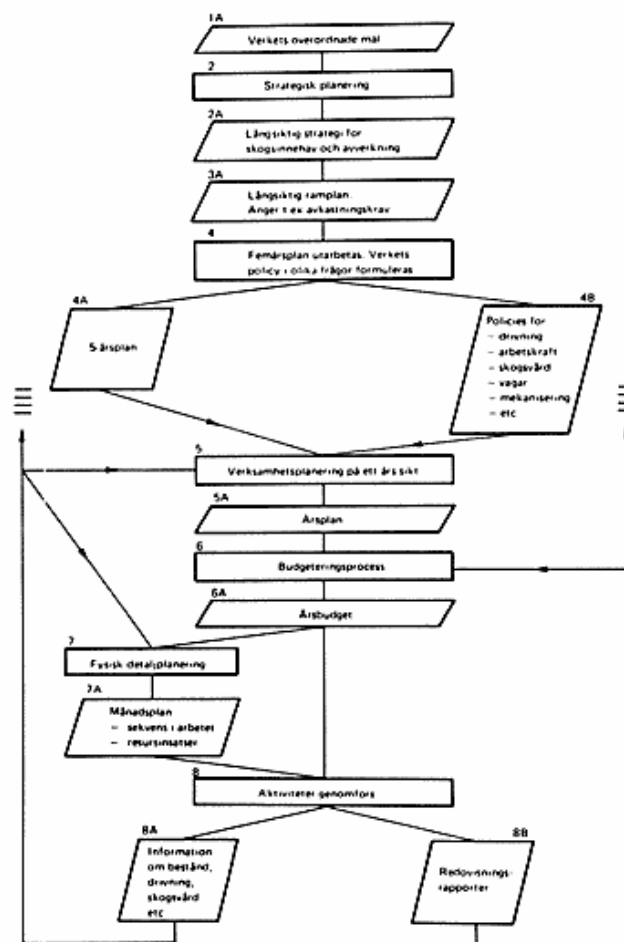 1A
Verkets överordnade mål
2
Strategisk planering
2A
Långsiktig strategi för
skogsinnehav och avverkning
3A
Långsiktig ramplan.
Anger t ex avkastningskrav
4
Femårsplan utarbetas. Verkets
policy i olika frågor formuleras
4A
5-årsplan
4B
Policies för
– drivning
– arbetskraft
– skogsvård
– vägar
– mekanisering
– etc
5
Verksamhetsplanering på ett års sikt
5A
Årsplan
6
Budgeteringsprocess
6A
Årsbudget
7
Fysisk detaljplanering
7A
Månadsplan
– sekvens i arbetet
– resursinsatser
8
Aktiviteter genomförs
8A
Information
om bestånd,
drivning,
skogsvård
etc
8B
Redovisnings-
rapporter